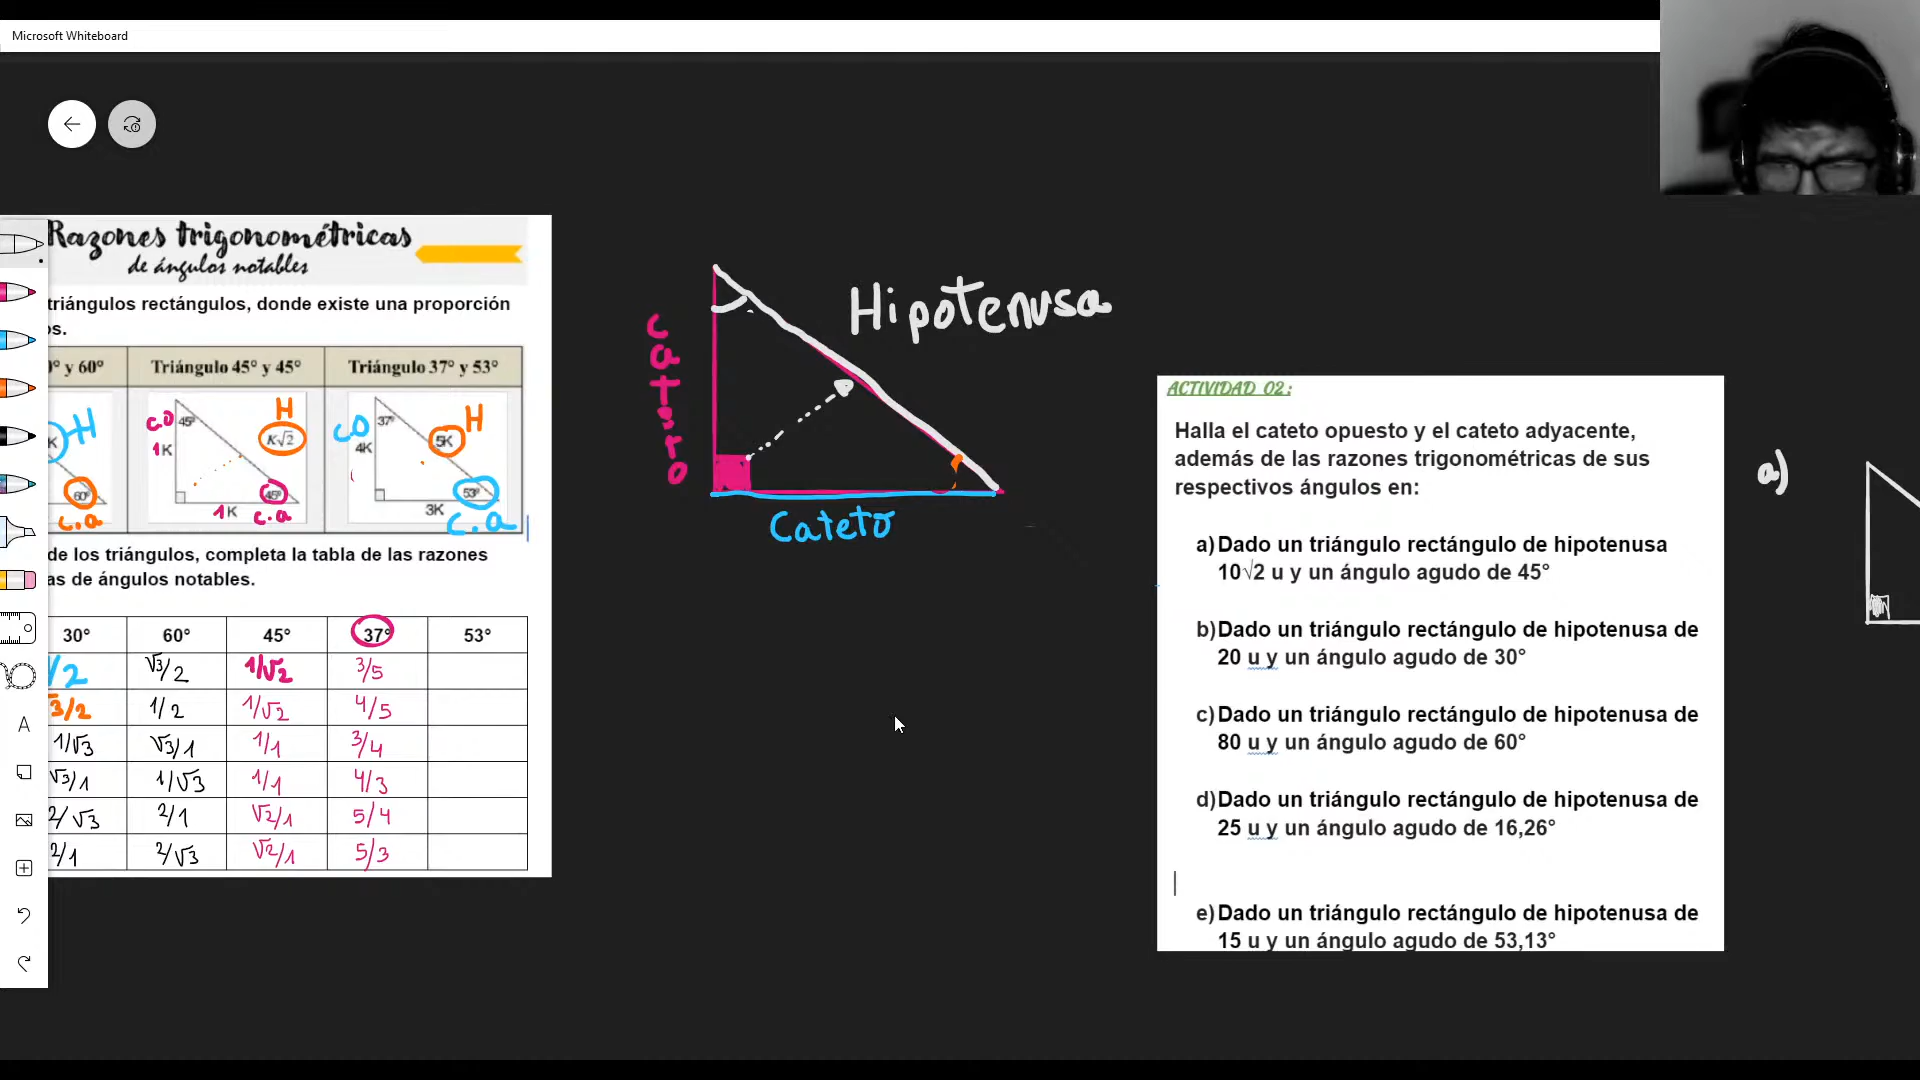 Microsoft Whiteboard
Razones trigonométricas
de ángulos notables
triángulos rectángulos, donde existe una proporción
os.
0° y 60° Triángulo 45° y 45° Triángulo 37° y 53°
K H 60° c.a
c.o 45° H K√2 1K 45° 1K c.a
c.o 37° H 5K 4K 53° 3K c.a
de los triángulos, completa la tabla de las razones
as de ángulos notables.
30° 60° 45° 37° 53°
/2 √3/2 1/√2 3/5
√3/2 1/2 1/√2 4/5
1/√3 √3/1 1/1 3/4
√3/1 1/√3 1/1 4/3
2/√3 2/1 √2/1 5/4
2/1 2/√3 √2/1 5/3
Hipotenusa
Cateto
Cateto
ACTIVIDAD 02:
Halla el cateto opuesto y el cateto adyacente,
además de las razones trigonométricas de sus
respectivos ángulos en:
a) Dado un triángulo rectángulo de hipotenusa
10√2 u y un ángulo agudo de 45°
b) Dado un triángulo rectángulo de hipotenusa de
20 u y un ángulo agudo de 30°
c) Dado un triángulo rectángulo de hipotenusa de
80 u y un ángulo agudo de 60°
d) Dado un triángulo rectángulo de hipotenusa de
25 u y un ángulo agudo de 16,26°
e) Dado un triángulo rectángulo de hipotenusa de
15 u y un ángulo agudo de 53,13°
a)
A